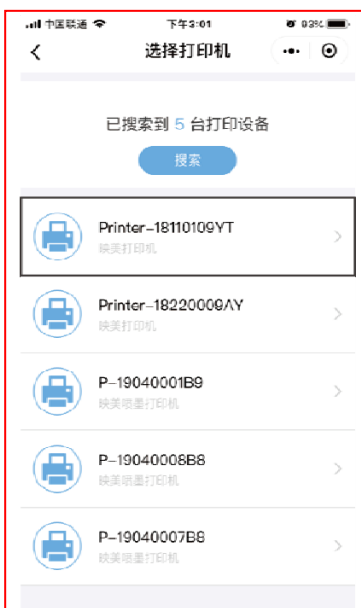 中国联通 下午3:01 93%
选择打印机
已搜索到 5 台打印设备
搜索
Printer-18110109YT
映美打印机
Printer-18220009AY
映美打印机
P-19040001B9
映美喷墨打印机
P-19040008B8
映美喷墨打印机
P-19040007B8
映美喷墨打印机